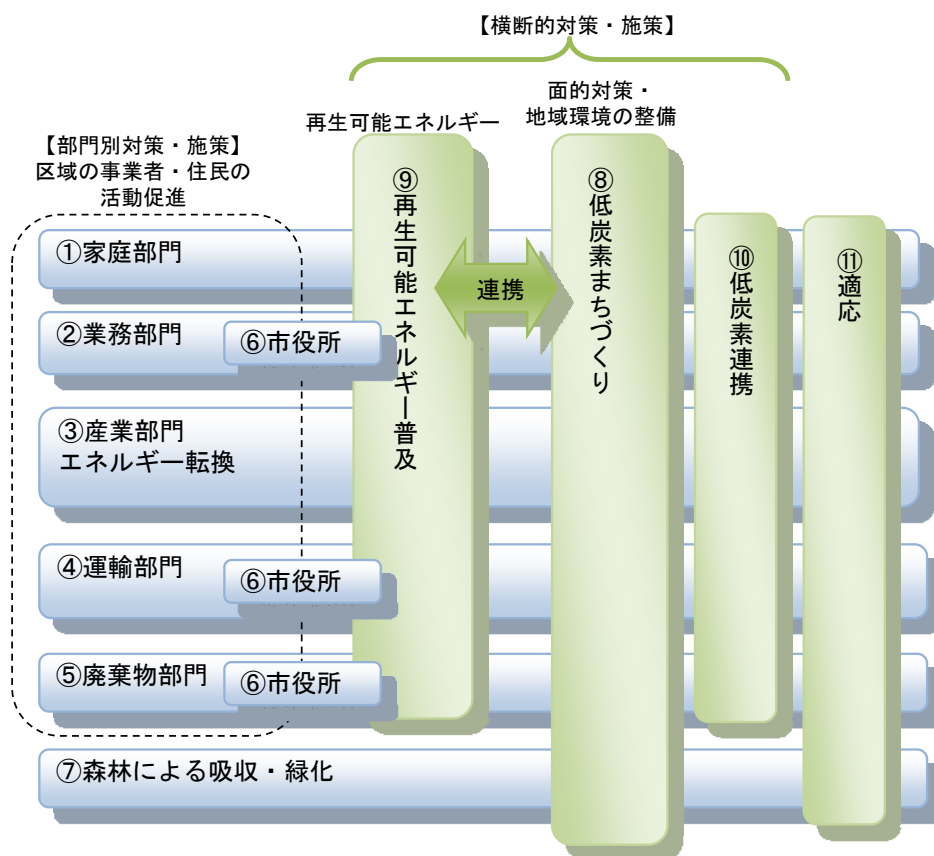 【横断的対策・施策】
面的対策・
地域環境の整備
再生可能エネルギー
【部門別対策・施策】
区域の事業者・住民の
活動促進
⑨再生可能エネルギー普及
⑧低炭素まちづくり
⑩低炭素連携
⑪適応
連携
①家庭部門
②業務部門
⑥市役所
③産業部門
エネルギー転換
④運輸部門
⑥市役所
⑤廃棄物部門
⑥市役所
⑦森林による吸収・緑化